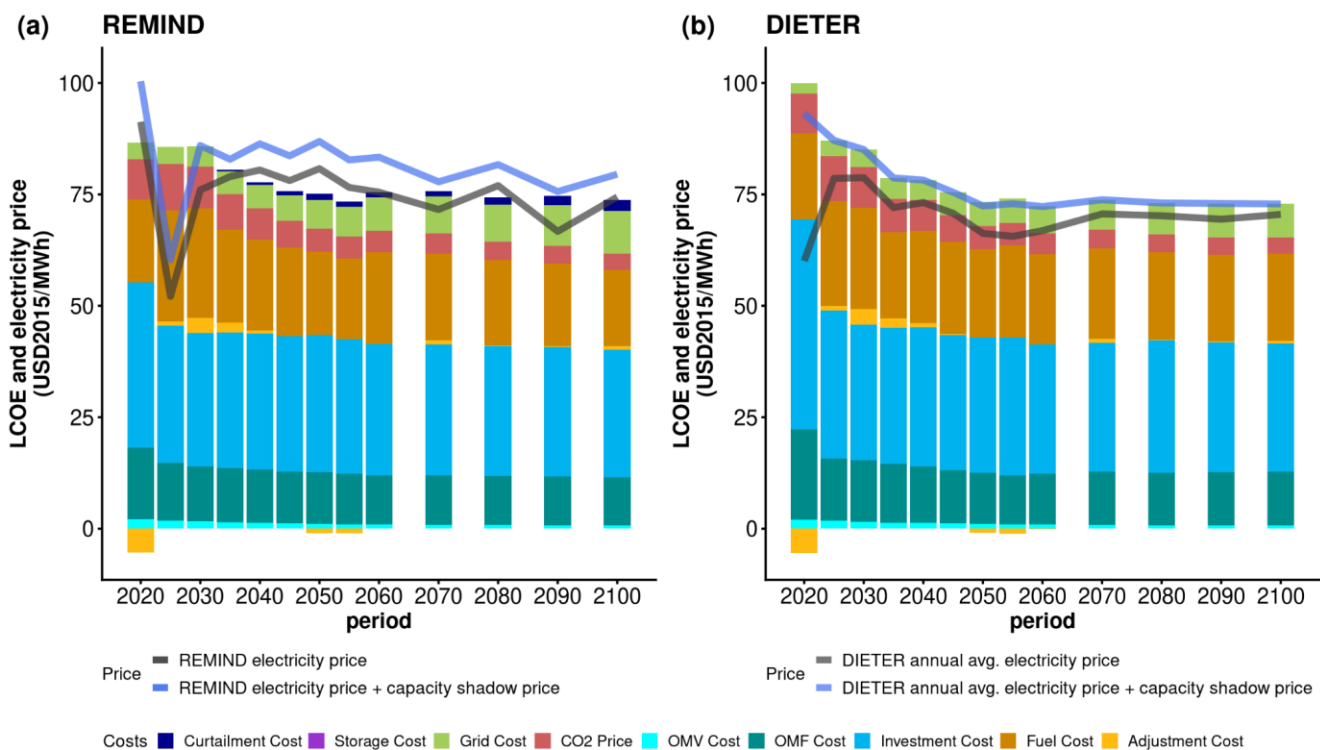 (a) REMIND
LCOE and electricity price
(USD2015/MWh)
100
75
50
25
0
2020 2030 2040 2050 2060 2070 2080 2090 2100
period
Price
REMIND electricity price
REMIND electricity price + capacity shadow price
(b) DIETER
LCOE and electricity price
(USD2015/MWh)
100
75
50
25
0
2020 2030 2040 2050 2060 2070 2080 2090 2100
period
Price
DIETER annual avg. electricity price
DIETER annual avg. electricity price + capacity shadow price
Costs Curtailment Cost Storage Cost Grid Cost CO2 Price OMV Cost OMF Cost Investment Cost Fuel Cost Adjustment Cost